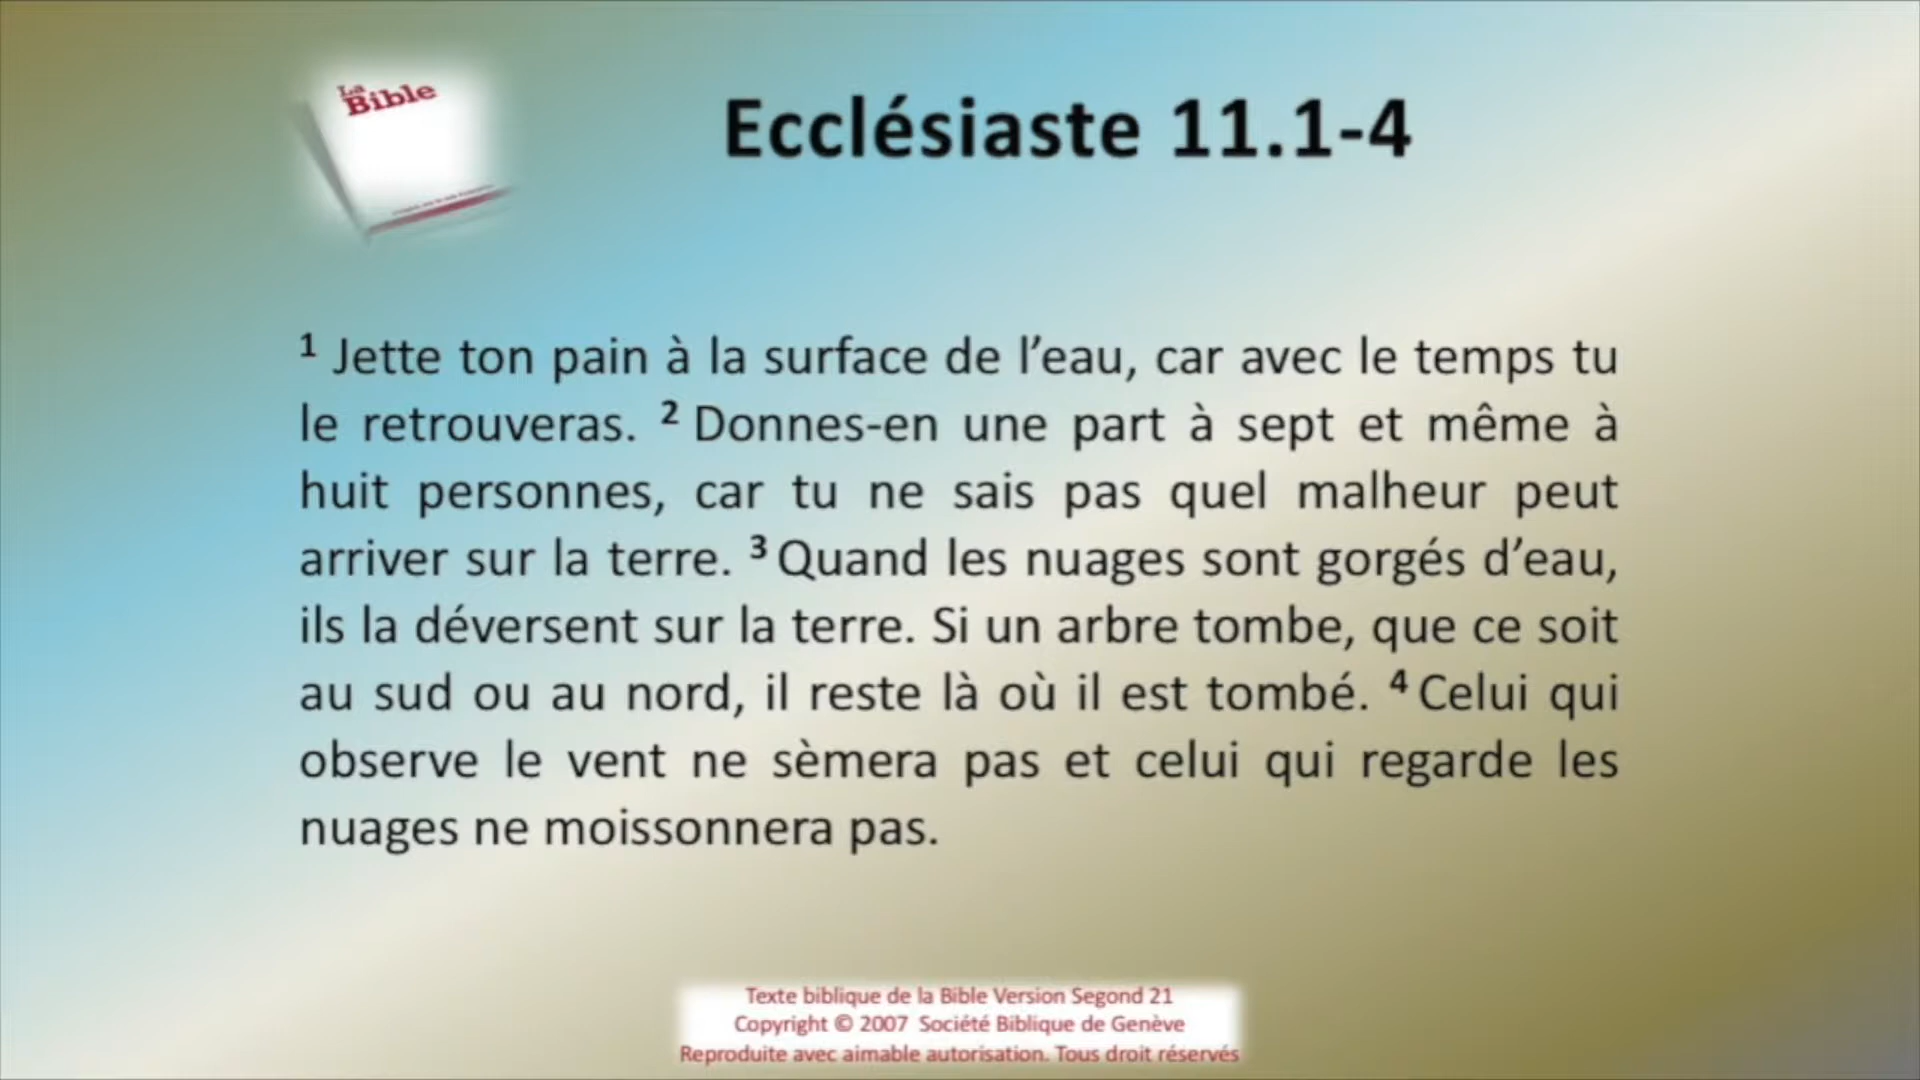 La
Bible
Ecclésiaste 11.1-4
¹ Jette ton pain à la surface de l’eau, car avec le temps tu
le retrouveras. ² Donnes-en une part à sept et même à
huit personnes, car tu ne sais pas quel malheur peut
arriver sur la terre. ³ Quand les nuages sont gorgés d’eau,
ils la déversent sur la terre. Si un arbre tombe, que ce soit
au sud ou au nord, il reste là où il est tombé. ⁴ Celui qui
observe le vent ne sèmera pas et celui qui regarde les
nuages ne moissonnera pas.
Texte biblique de la Bible Version Segond 21
Copyright © 2007 Société Biblique de Genève
Reproduite avec aimable autorisation. Tous droit réservés